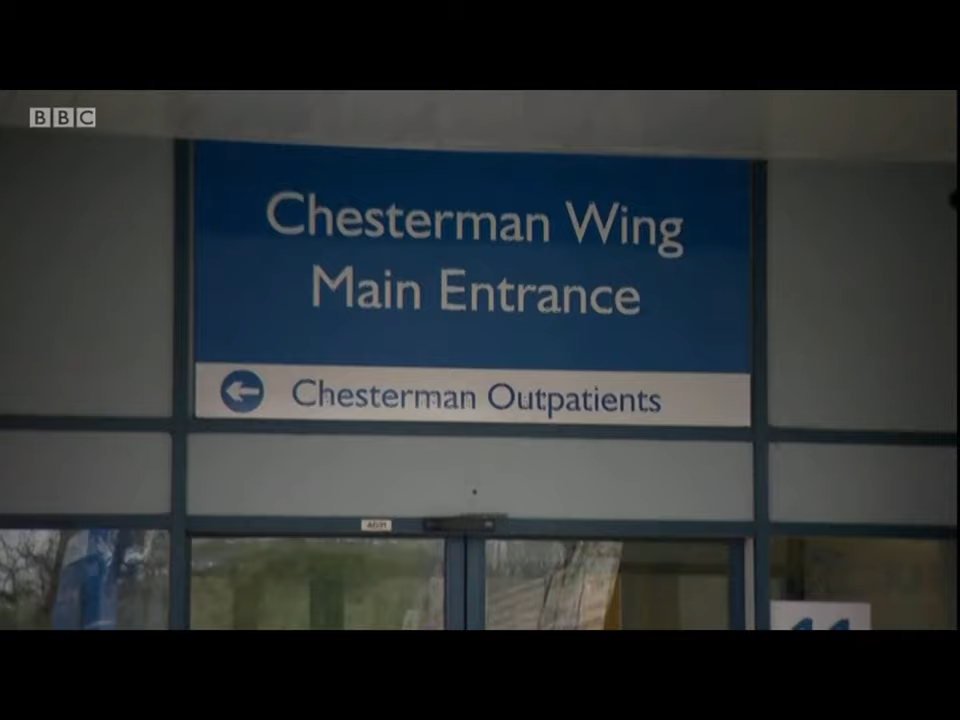 BBC
Chesterman Wing
Main Entrance
Chesterman Outpatients